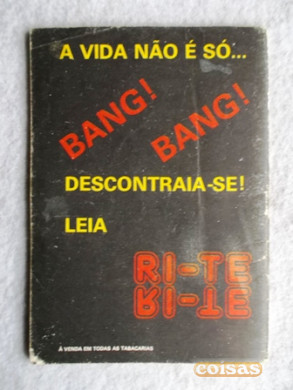 A VIDA NÃO É SÓ...
BANG!
BANG!
DESCONTRAIA-SE!
LEIA
RI-TE
RI-TE
À VENDA EM TODAS AS TABACARIAS
coisas